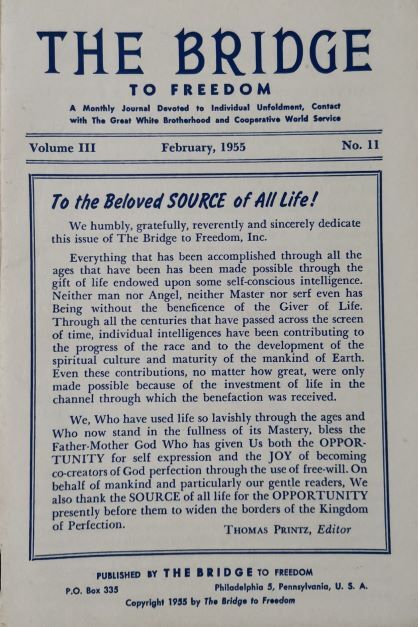 THE BRIDGE
TO FREEDOM
A Monthly Journal Devoted to Individual Unfoldment, Contact
with The Great White Brotherhood and Cooperative World Service
Volume III February, 1955 No. 11
To the Beloved SOURCE of All Life!
We humbly, gratefully, reverently and sincerely dedicate
this issue of The Bridge to Freedom, Inc.
Everything that has been accomplished through all the
ages that have been has been made possible through the
gift of life endowed upon some self-conscious intelligence.
Neither man nor Angel, neither Master nor serf even has
Being without the beneficence of the Giver of Life.
Through all the centuries that have passed across the screen
of time, individual intelligences have been contributing to
the progress of the race and to the development of the
spiritual culture and maturity of the mankind of Earth.
Even these contributions, no matter how great, were only
made possible because of the investment of life in the
channel through which the benefaction was received.
We, Who have used life so lavishly through the ages and
Who now stand in the fullness of its Mastery, bless the
Father-Mother God Who has given Us both the OPPOR-
TUNITY for self expression and the JOY of becoming
co-creators of God perfection through the use of free-will. On
behalf of mankind and particularly our gentle readers, We
also thank the SOURCE of all life for the OPPORTUNITY
presently before them to widen the borders of the Kingdom
of Perfection. THOMAS PRINTZ, Editor
PUBLISHED BY THE BRIDGE TO FREEDOM
P.O. Box 335 Philadelphia 5, Pennsylvania, U. S. A.
Copyright 1955 by The Bridge to Freedom